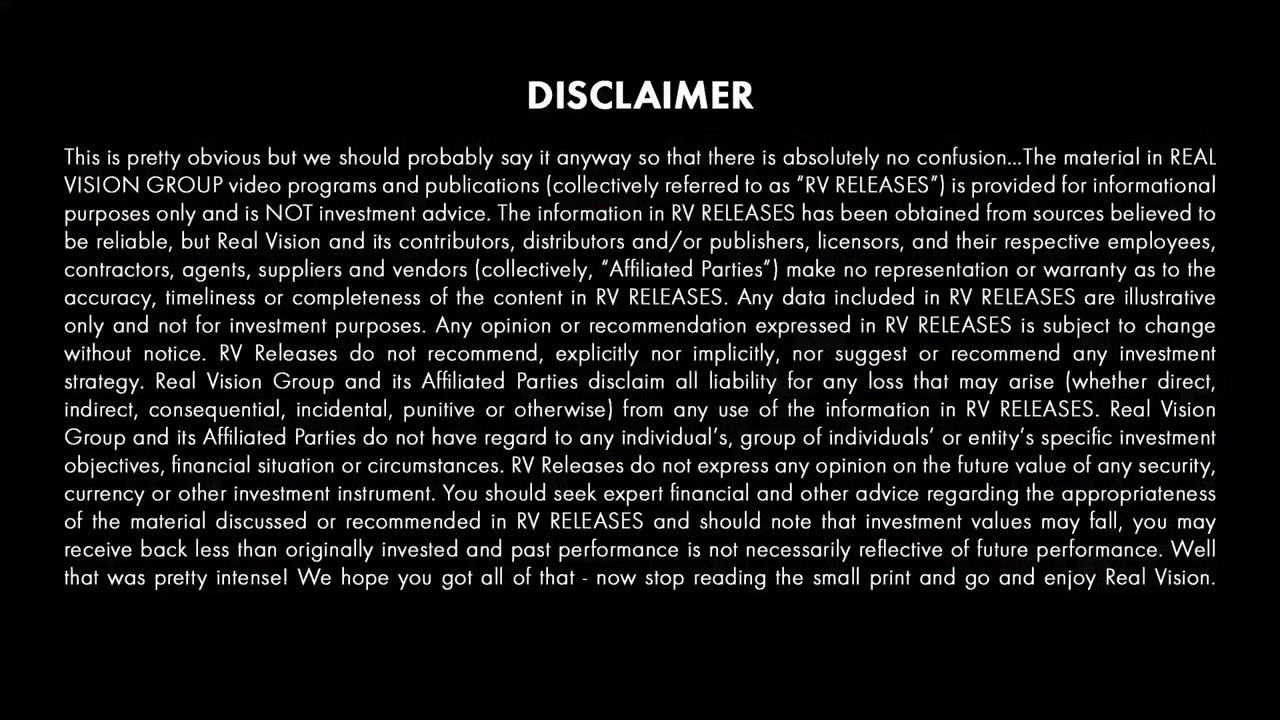 DISCLAIMER
This is pretty obvious but we should probably say it anyway so that there is absolutely no confusion...The material in REAL
VISION GROUP video programs and publications (collectively referred to as “RV RELEASES”) is provided for informational
purposes only and is NOT investment advice. The information in RV RELEASES has been obtained from sources believed to
be reliable, but Real Vision and its contributors, distributors and/or publishers, licensors, and their respective employees,
contractors, agents, suppliers and vendors (collectively, “Affiliated Parties”) make no representation or warranty as to the
accuracy, timeliness or completeness of the content in RV RELEASES. Any data included in RV RELEASES are illustrative
only and not for investment purposes. Any opinion or recommendation expressed in RV RELEASES is subject to change
without notice. RV Releases do not recommend, explicitly nor implicitly, nor suggest or recommend any investment
strategy. Real Vision Group and its Affiliated Parties disclaim all liability for any loss that may arise (whether direct,
indirect, consequential, incidental, punitive or otherwise) from any use of the information in RV RELEASES. Real Vision
Group and its Affiliated Parties do not have regard to any individual’s, group of individuals’ or entity’s specific investment
objectives, financial situation or circumstances. RV Releases do not express any opinion on the future value of any security,
currency or other investment instrument. You should seek expert financial and other advice regarding the appropriateness
of the material discussed or recommended in RV RELEASES and should note that investment values may fall, you may
receive back less than originally invested and past performance is not necessarily reflective of future performance. Well
that was pretty intense! We hope you got all of that - now stop reading the small print and go and enjoy Real Vision.